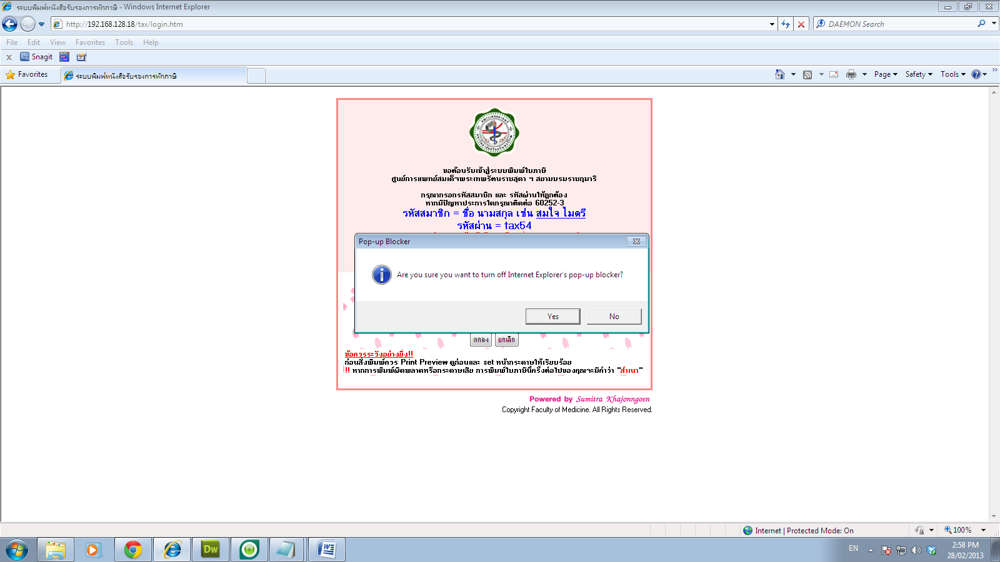 ระบบพิมพ์หนังสือรับรองการหักภาษี - Windows Internet Explorer
http://192.168.128.18/tax/login.htm
DAEMON Search
File Edit View Favorites Tools Help
x Snagit
Favorites
ระบบพิมพ์หนังสือรับรองการหักภาษี
Page Safety Tools
ขอต้อนรับเข้าสู่ระบบพิมพ์ใบภาษี
ศูนย์การแพทย์สมเด็จพระเทพรัตนราชสุดา ฯ สยามบรมราชกุมารี
กรุณากรอกรหัสสมาชิก และ รหัสผ่านให้ถูกต้อง
หากมีปัญหาประการใดกรุณาติดต่อ 60252-3
รหัสสมาชิก = ชื่อ นามสกุล เช่น สมใจ ไมตรี
รหัสผ่าน = tax54
Pop-up Blocker
Are you sure you want to turn off Internet Explorer's pop-up blocker?
Yes No
ตกลง ยกเลิก
ข้อควรระวังอย่างยิ่ง!!
ก่อนสั่งพิมพ์ควร Print Preview ดูก่อนและ set หน้ากระดาษให้เรียบร้อย
!! หากการพิมพ์ผิดพลาดหรือกระดาษเสีย การพิมพ์ใบภาษีนี้ครั้งต่อไปของคุณจะมีคำว่า "สำเนา"
Powered by Sumitra Khajonngoen
Copyright Faculty of Medicine. All Rights Reserved.
Internet | Protected Mode: On
100%
Dw
EN
2:58 PM
28/02/2013